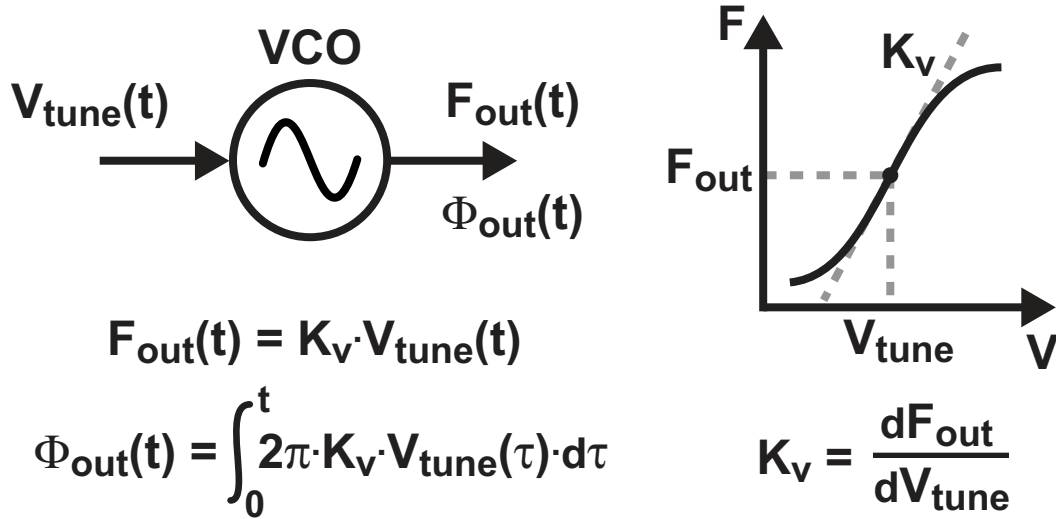 VCO
V_tune(t)
F_out(t)
Φ_out(t)
F_out(t) = K_v·V_tune(t)
Φ_out(t) = ∫_0^t 2π·K_v·V_tune(τ)·dτ
F
K_v
F_out
V_tune
V
K_v = dF_out / dV_tune